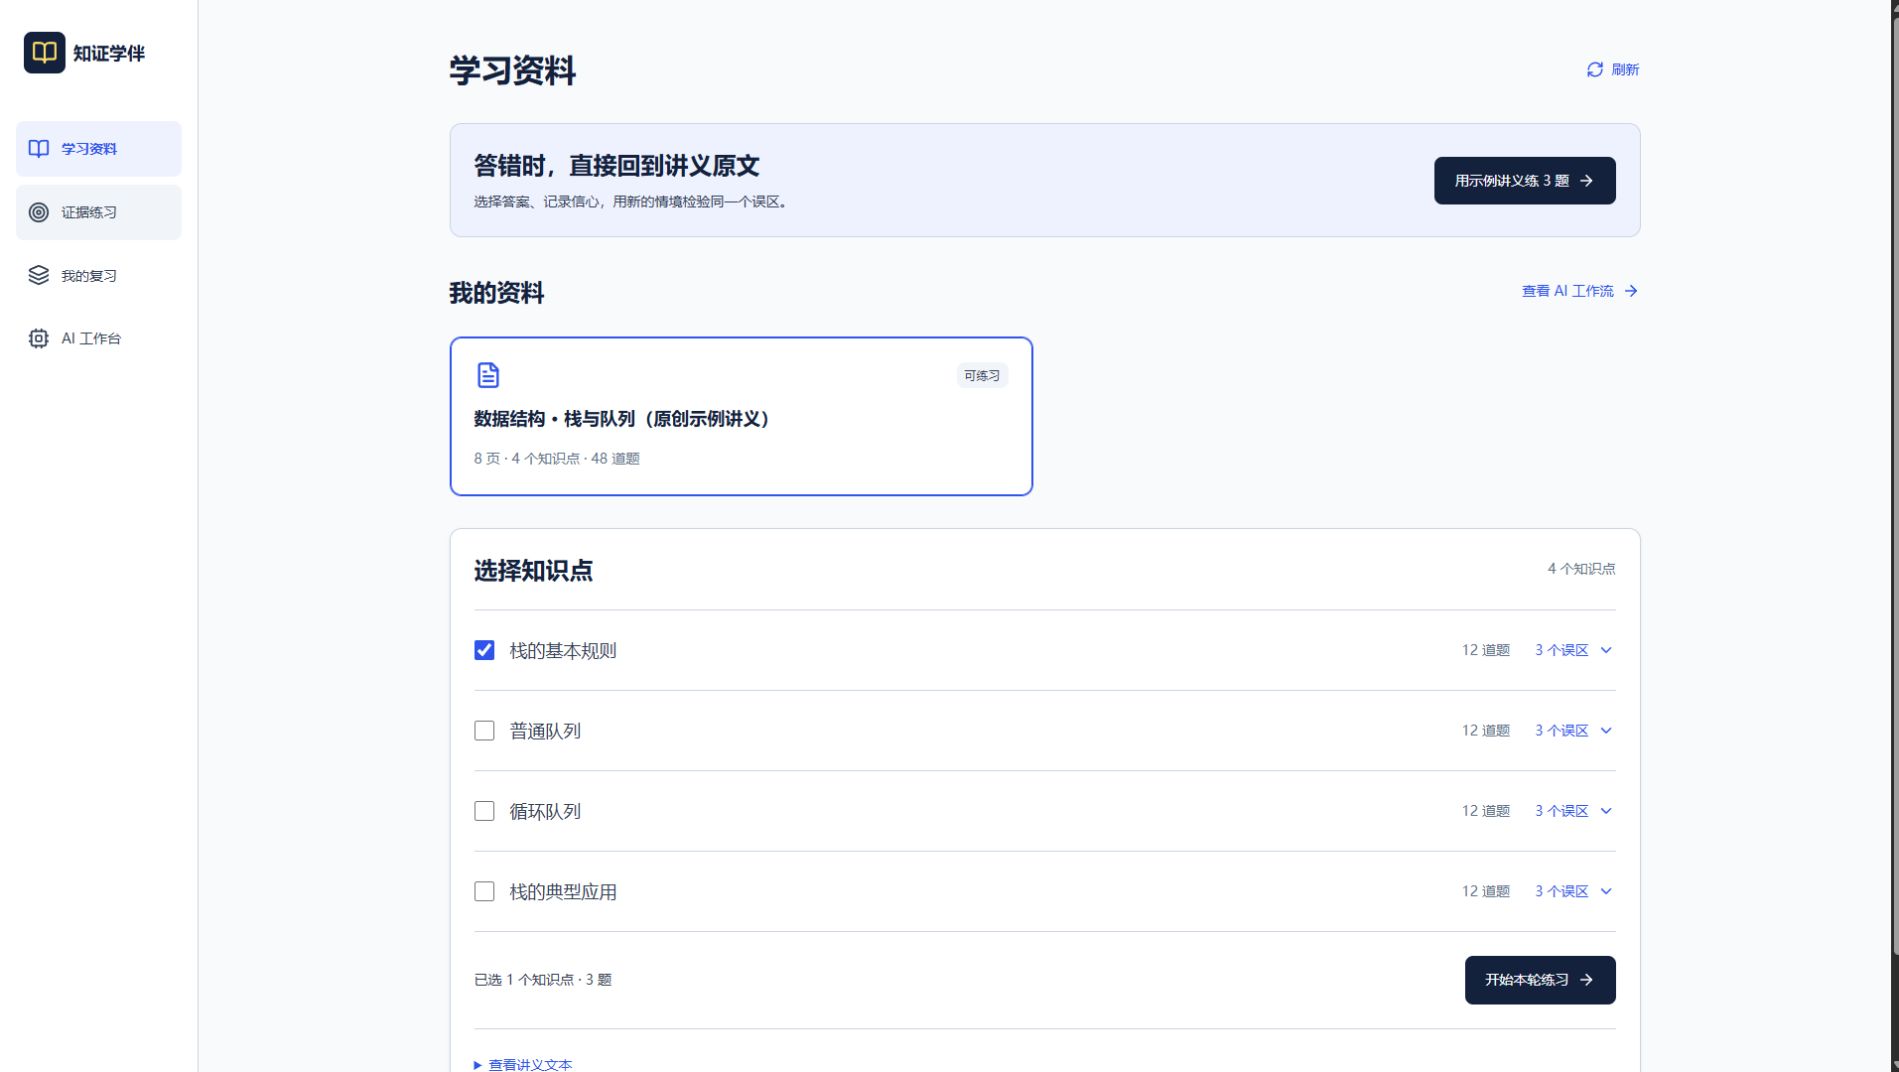 知证学伴
学习资料
证据练习
我的复习
AI 工作台
学习资料
刷新
答错时，直接回到讲义原文
选择答案、记录信心，用新的情境检验同一个误区。
用示例讲义练 3 题
我的资料
查看 AI 工作流
可练习
数据结构 · 栈与队列（原创示例讲义）
8 页 · 4 个知识点 · 48 道题
选择知识点
4 个知识点
栈的基本规则
12 道题
3 个误区
普通队列
12 道题
3 个误区
循环队列
12 道题
3 个误区
栈的典型应用
12 道题
3 个误区
已选 1 个知识点 · 3 题
开始本轮练习
查看讲义文本